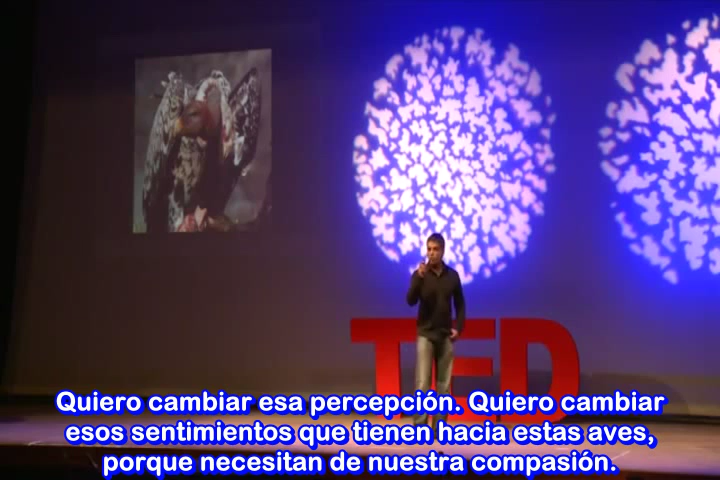 TED
Quiero cambiar esa percepción. Quiero cambiar
esos sentimientos que tienen hacia estas aves,
porque necesitan de nuestra compasión.